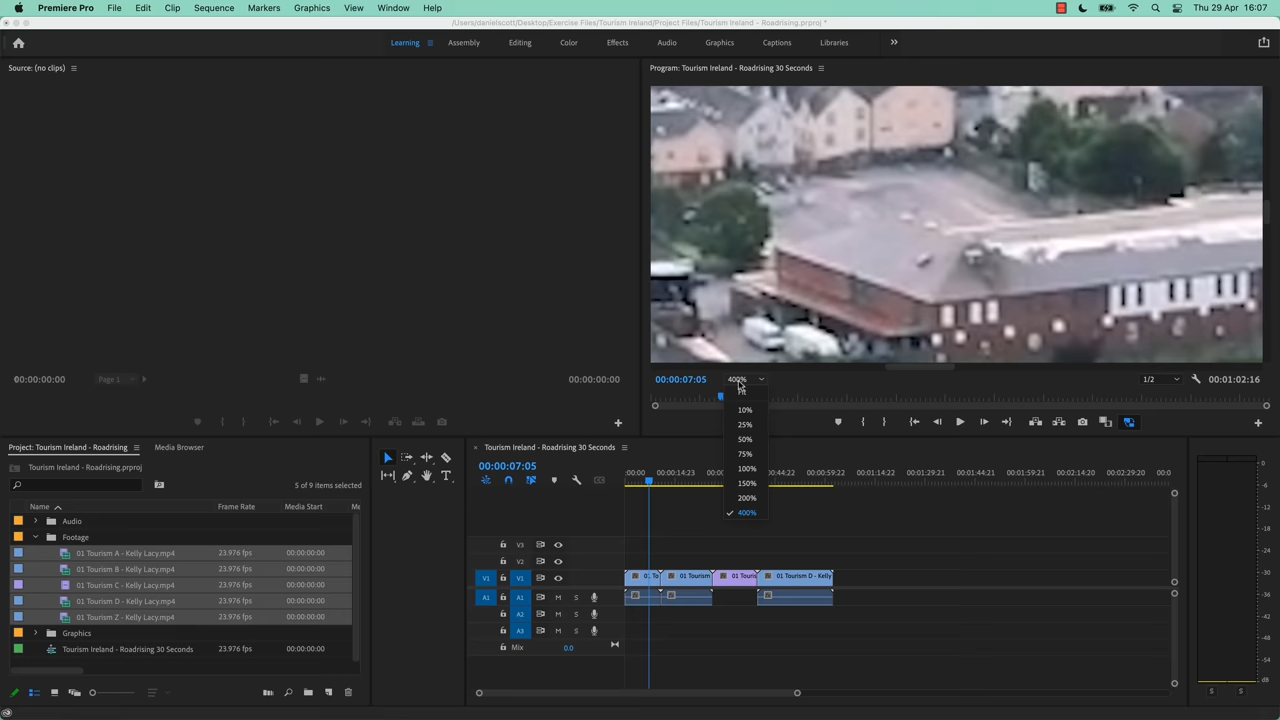 Premiere Pro File Edit Clip Sequence Markers Graphics View Window Help Thu 29 Apr 16:07
/Users/danielscott/Desktop/Exercise Files/Tourism Ireland/Project Files/Tourism Ireland - Roadrising.prproj *
Learning Assembly Editing Color Effects Audio Graphics Captions Libraries
Source: (no clips) Program: Tourism Ireland - Roadrising 30 Seconds
00:00:00:00 Page 1 00:00:00:00 00:00:07:05 400% 1/2 00:01:02:16
Fit
10%
25%
50%
75%
100%
150%
200%
400%
Project: Tourism Ireland - Roadrising Media Browser
Tourism Ireland - Roadrising.prproj
5 of 9 items selected
Name Frame Rate Media Start
Audio
Footage
01 Tourism A - Kelly Lacy.mp4 23.976 fps 00:00:00:00
01 Tourism B - Kelly Lacy.mp4 23.976 fps 00:00:00:00
01 Tourism C - Kelly Lacy.mp4 23.976 fps 00:00:00:00
01 Tourism D - Kelly Lacy.mp4 23.976 fps 00:00:00:00
01 Tourism Z - Kelly Lacy.mp4 23.976 fps 00:00:00:00
Graphics
Tourism Ireland - Roadrising 30 Seconds 23.976 fps
Tourism Ireland - Roadrising 30 Seconds
00:00:07:05
:00:00 00:00:14:23 00:00 44:22 00:00:59:22 00:01:14:22 00:01:29:21 00:01:44:21 00:01:59:21 00:02:14:21 00:02:29:20 00:0
V3
V2
V1 V1 01 To 01 Tourism 01 Touris 01 Tourism D - Kelly
A1 A1 M S
A2 M S
A3 M S
Mix 0.0
0
-6
-12
-18
-24
-30
-36
-42
-48
-54
dB
S S